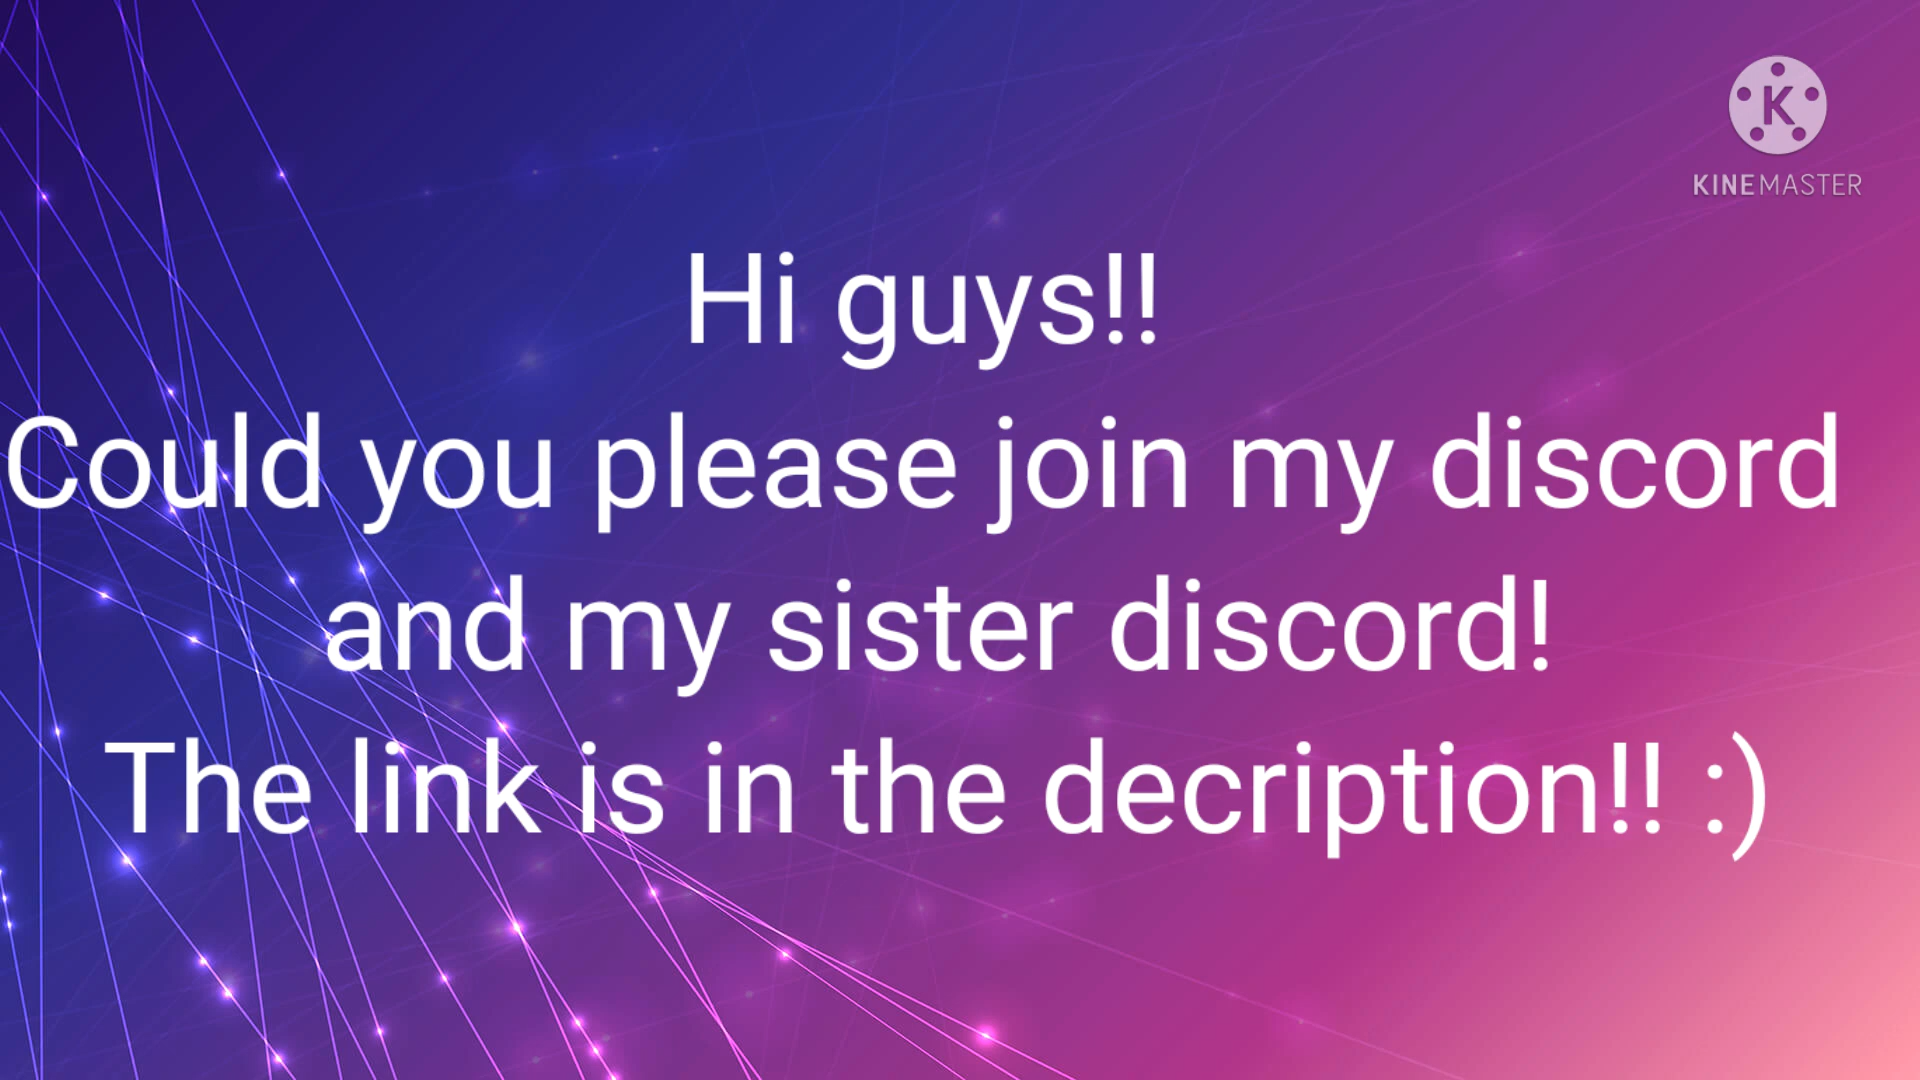 K
KINEMASTER
Hi guys!!
Could you please join my discord
and my sister discord!
The link is in the decription!! :)